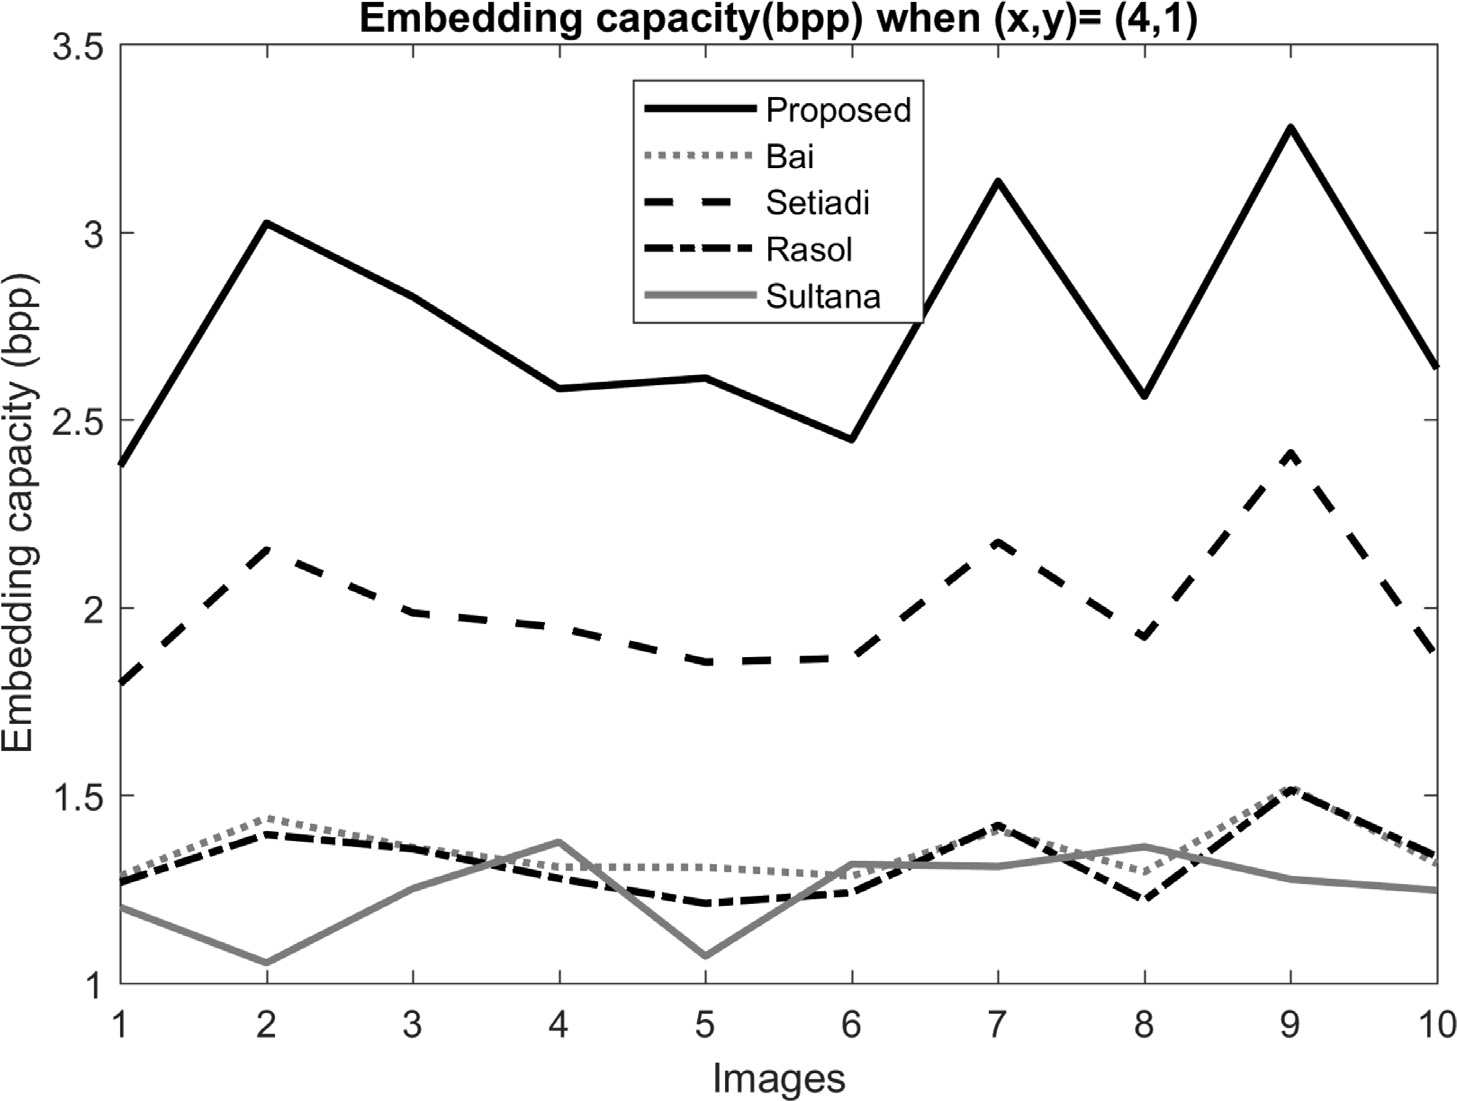 Embedding capacity(bpp) when (x,y)= (4,1)
3.5
3
2.5
2
1.5
1
Embedding capacity (bpp)
Proposed
Bai
Setiadi
Rasol
Sultana
1 2 3 4 5 6 7 8 9 10
Images